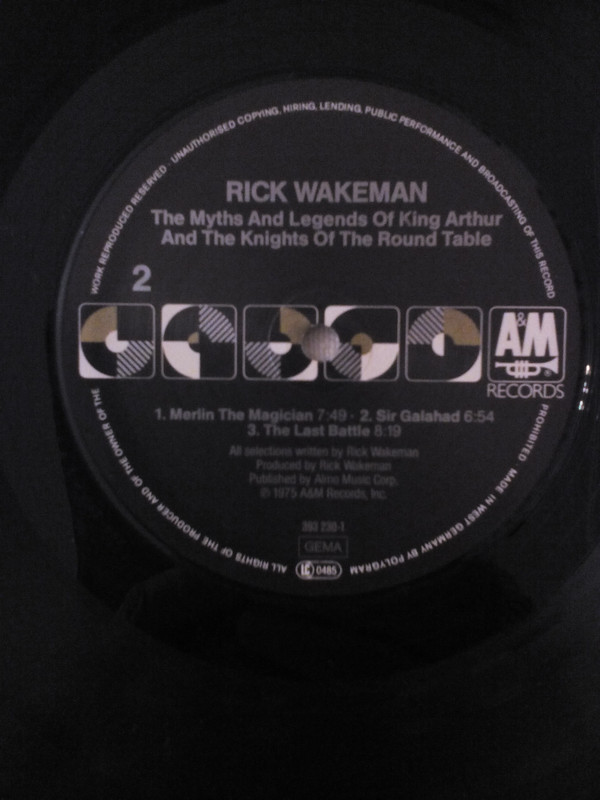 RICK WAKEMAN
The Myths And Legends Of King Arthur
And The Knights Of The Round Table
2
A&M
®
RECORDS
1. Merlin The Magician 7:49 · 2. Sir Galahad 6:54
3. The Last Battle 8:19
All selections written by Rick Wakeman
Produced by Rick Wakeman
Published by Almo Music Corp.
℗ 1975 A&M Records, Inc.
393 230-1
GEMA
LC 0485
ALL RIGHTS OF THE PRODUCER AND OF THE OWNER OF THE WORK REPRODUCED RESERVED · UNAUTHORISED COPYING, HIRING, LENDING, PUBLIC PERFORMANCE AND BROADCASTING OF THIS RECORD PROHIBITED MADE IN WEST GERMANY BY POLYGRAM